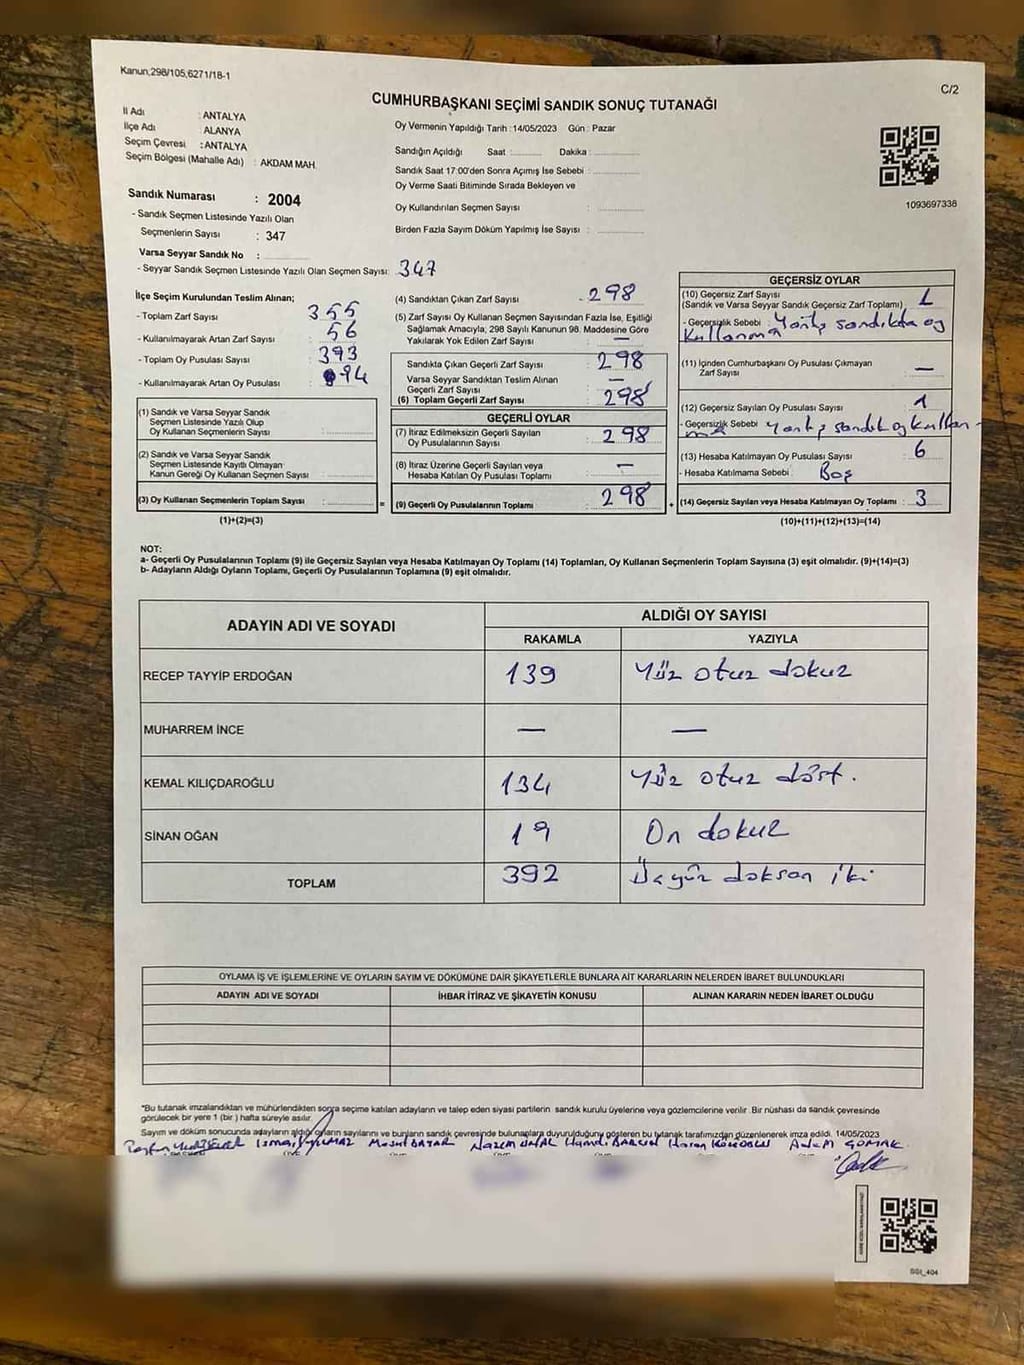 Kanun;298/105,6271/18-1
C/2
CUMHURBAŞKANI SEÇİMİ SANDIK SONUÇ TUTANAĞI
İl Adı : ANTALYA
İlçe Adı : ALANYA
Seçim Çevresi : ANTALYA
Seçim Bölgesi (Mahalle Adı) : AKDAM MAH.
Sandık Numarası : 2004
- Sandık Seçmen Listesinde Yazılı Olan
Seçmenlerin Sayısı : 347
Varsa Seyyar Sandık No :
- Seyyar Sandık Seçmen Listesinde Yazılı Olan Seçmen Sayısı: 347
Oy Vermenin Yapıldığı Tarih :14/05/2023 Gün : Pazar
Sandığın Açıldığı Saat : Dakika :
Sandık Saat 17:00'den Sonra Açımış İse Sebebi :
Oy Verme Saati Bitiminde Sırada Bekleyen ve
Oy Kullandırılan Seçmen Sayısı :
Birden Fazla Sayım Döküm Yapılmış İse Sayısı :
1093697338
İlçe Seçim Kurulundan Teslim Alınan;
- Toplam Zarf Sayısı : 355
- Kullanılmayarak Artan Zarf Sayısı : 56
- Toplam Oy Pusulası Sayısı : 393
- Kullanılmayarak Artan Oy Pusulası : 94
(1) Sandık ve Varsa Seyyar Sandık
Seçmen Listesinde Yazılı Olup
Oy Kullanan Seçmenlerin Sayısı :
(2) Sandık ve Varsa Seyyar Sandık
Seçmen Listesinde Kayıtlı Olmayan
Kanun Gereği Oy Kullanan Seçmen Sayısı :
(3) Oy Kullanan Seçmenlerin Toplam Sayısı :
(1)+(2)=(3)
(4) Sandıktan Çıkan Zarf Sayısı : 298
(5) Zarf Sayısı Oy Kullanan Seçmen Sayısından Fazla İse, Eşitliği
Sağlamak Amacıyla; 298 Sayılı Kanunun 98. Maddesine Göre
Yakılarak Yok Edilen Zarf Sayısı : —
Sandıkta Çıkan Geçerli Zarf Sayısı : 298
Varsa Seyyar Sandıktan Teslim Alınan
Geçerli Zarf Sayısı : —
(6) Toplam Geçerli Zarf Sayısı : 298
GEÇERLİ OYLAR
(7) İtiraz Edilmeksizin Geçerli Sayılan
Oy Pusulalarının Sayısı : 298
(8) İtiraz Üzerine Geçerli Sayılan veya
Hesaba Katılan Oy Pusulası Toplamı : —
=
(9) Geçerli Oy Pusulalarının Toplamı : 298
+
GEÇERSİZ OYLAR
(10) Geçersiz Zarf Sayısı
(Sandık ve Varsa Seyyar Sandık Geçersiz Zarf Toplamı) : 1
- Geçersizlik Sebebi : Yanlış sandıkta oy
kullanma
(11) İçinden Cumhurbaşkanı Oy Pusulası Çıkmayan
Zarf Sayısı : —
(12) Geçersiz Sayılan Oy Pusulası Sayısı : 1
- Geçersizlik Sebebi Yanlış sandık oy kullan-
ma
(13) Hesaba Katılmayan Oy Pusulası Sayısı : 6
- Hesaba Katılmama Sebebi : Boş
(14) Geçersiz Sayılan veya Hesaba Katılmayan Oy Toplamı : 3
(10)+(11)+(12)+(13)=(14)
NOT:
a- Geçerli Oy Pusulalarının Toplamı (9) ile Geçersiz Sayılan veya Hesaba Katılmayan Oy Toplamı (14) Toplamları, Oy Kullanan Seçmenlerin Toplam Sayısına (3) eşit olmalıdır. (9)+(14)=(3)
b- Adayların Aldığı Oyların Toplamı, Geçerli Oy Pusulalarının Toplamına (9) eşit olmalıdır.
ADAYIN ADI VE SOYADI
ALDIĞI OY SAYISI
RAKAMLA YAZIYLA
RECEP TAYYİP ERDOĞAN 139 Yüz otuz dokuz
MUHARREM İNCE — —
KEMAL KILIÇDAROĞLU 134 Yüz otuz dört.
SİNAN OĞAN 19 On dokuz
TOPLAM 392 Üçyüz doksan iki
OYLAMA İŞ VE İŞLEMLERİNE VE OYLARIN SAYIM VE DÖKÜMÜNE DAİR ŞİKAYETLERLE BUNLARA AİT KARARLARIN NELERDEN İBARET BULUNDUKLARI
ADAYIN ADI VE SOYADI İHBAR İTİRAZ VE ŞİKAYETİN KONUSU ALINAN KARARIN NEDEN İBARET OLDUĞU
*Bu tutanak imzalandıktan ve mühürlendikten sonra seçime katılan adayların ve talep eden siyasi partilerin sandık kurulu üyelerine veya gözlemcilerine verilir. Bir nüshası da sandık çevresinde
görülecek bir yere 1 (bir ) hafta süreyle asılır.
Sayım ve döküm sonucunda adayların aldığı oyların sayılarını ve bunların sandık çevresinde bulunaplara duyurulduğunu gösteren bu tutanak tarafımızdan düzenlenerek imza edildi. 14/05/2023
İsmail YILMAZ Mesut BATAR Nazım ÜNAL Hamdi Harun Adem GOMAK
SSI_404